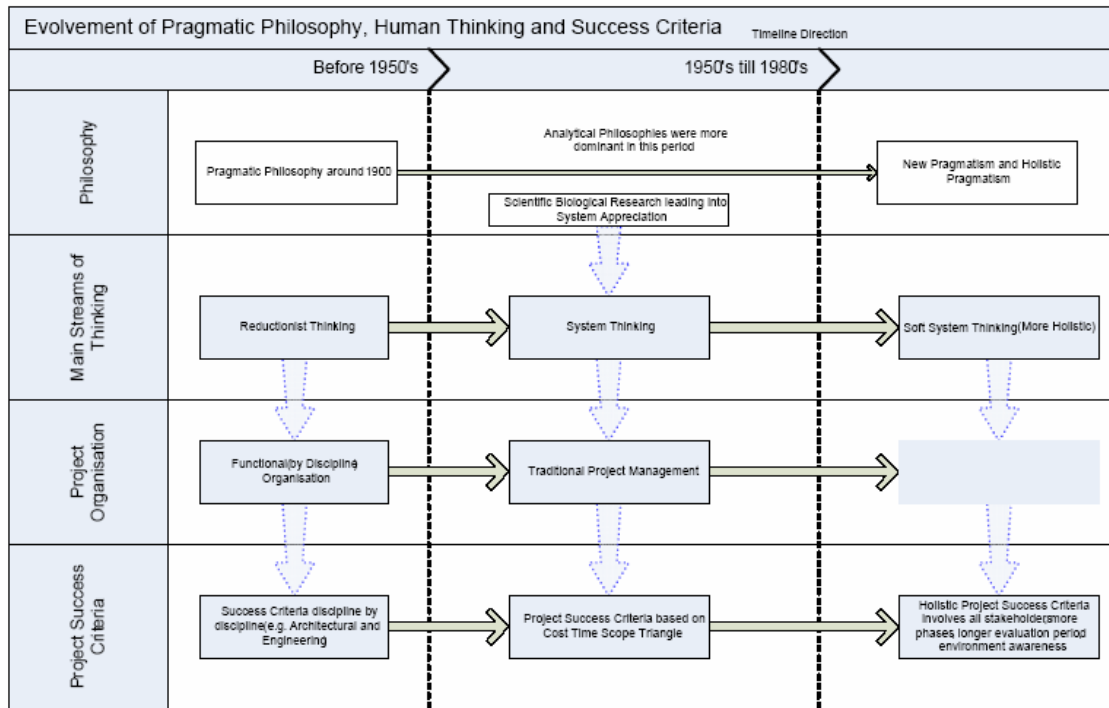 Evolvement of Pragmatic Philosophy, Human Thinking and Success Criteria
Timeline Direction
Before 1950's
1950's till 1980's
Philosophy
Pragmatic Philosophy around 1900
Analytical Philosophies were more
dominant in this period
Scientific Biological Research leading into
System Appreciation
New Pragmatism and Holistic
Pragmatism
Main Streams of
Thinking
Reductionist Thinking
System Thinking
Soft System Thinking(More Holistic)
Project
Organisation
Functional(by Discipline)
Organisation
Traditional Project Management
Project Success
Criteria
Success Criteria discipline by
discipline(e.g. Architectural and
Engineering)
Project Success Criteria based on
Cost Time Scope Triangle
Holistic Project Success Criteria
involves all stakeholders,more
phases,longer evaluation period,
environment awareness